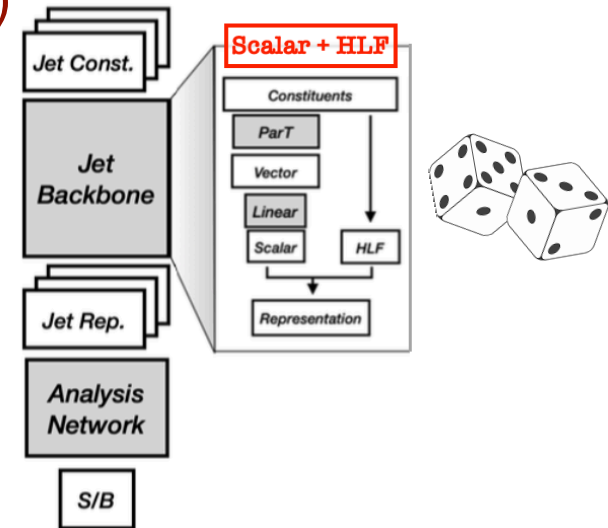 )
Jet Const.
Jet
Backbone
Jet Rep.
Analysis
Network
S/B
Scalar + HLF
Constituents
ParT
Vector
Linear
Scalar
HLF
Representation